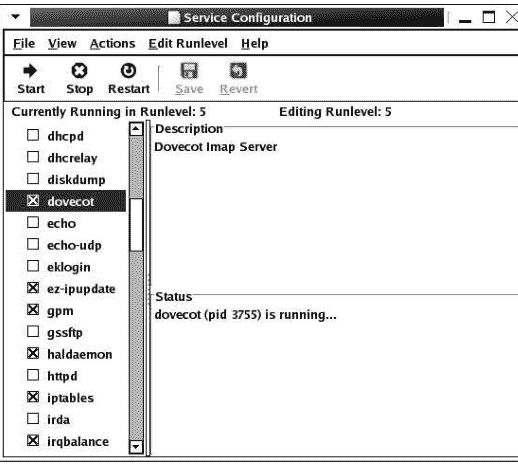 Service Configuration
File View Actions Edit Runlevel Help
Start Stop Restart Save Revert
Currently Running in Runlevel: 5 Editing Runlevel: 5
dhcpd
dhcrelay
diskdump
dovecot
echo
echo-udp
eklogin
ez-ipupdate
gpm
gssftp
haldaemon
httpd
iptables
irda
irqbalance
Description
Dovecot Imap Server
Status
dovecot (pid 3755) is running...